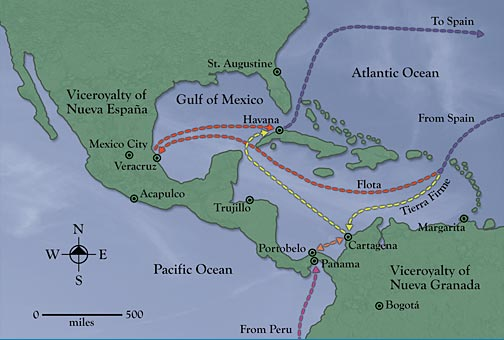 To Spain
St. Augustine
Atlantic Ocean
Viceroyalty of
Nueva España
Gulf of Mexico
Havana
From Spain
Mexico City
Veracruz
Acapulco
Flota
Tierra Firme
Trujillo
Margarita
N
W
E
S
Portobelo
Cartagena
Panama
Pacific Ocean
Viceroyalty of
Nueva Granada
Bogotá
0
500
miles
From Peru